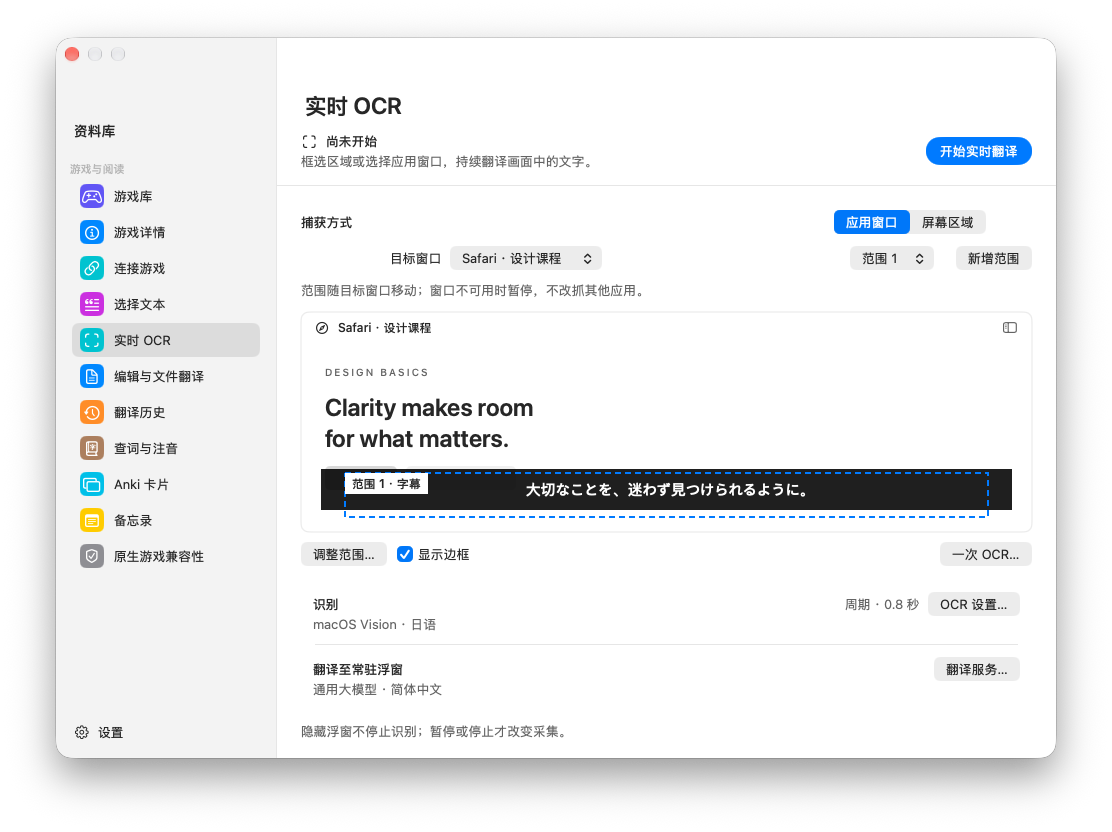 资料库
游戏与阅读
游戏库
游戏详情
连接游戏
选择文本
实时 OCR
编辑与文件翻译
翻译历史
查词与注音
Anki 卡片
备忘录
原生游戏兼容性
设置
实时 OCR
尚未开始
框选区域或选择应用窗口，持续翻译画面中的文字。
开始实时翻译
捕获方式
应用窗口 屏幕区域
目标窗口 Safari · 设计课程 范围 1 新增范围
范围随目标窗口移动；窗口不可用时暂停，不改抓其他应用。
Safari · 设计课程
DESIGN BASICS
Clarity makes room
for what matters.
范围 1 · 字幕
大切なことを、迷わず見つけられるように。
调整范围... 显示边框 一次 OCR...
识别
macOS Vision · 日语
周期 · 0.8 秒 OCR 设置...
翻译至常驻浮窗
通用大模型 · 简体中文
翻译服务...
隐藏浮窗不停止识别；暂停或停止才改变采集。